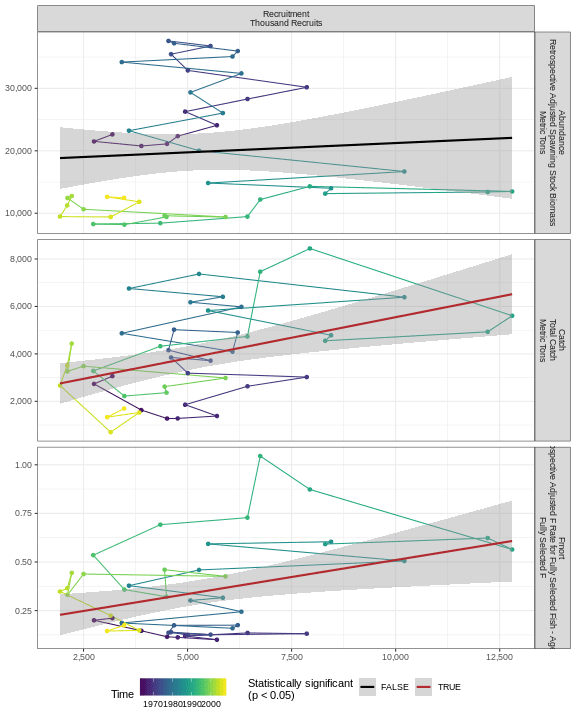 Recruitment
Thousand Recruits
30,000
20,000
10,000
Abundance
Retrospective Adjusted Spawning Stock Biomass
Metric Tons
8,000
6,000
4,000
2,000
Catch
Total Catch
Metric Tons
1.00
0.75
0.50
0.25
Fmort
spective Adjusted F Rate for Fully Selected Fish - Age
Fully Selected F
2,500
5,000
7,500
10,000
12,500
Time
1970 1980 1990 2000
Statistically significant
(p < 0.05)
FALSE
TRUE